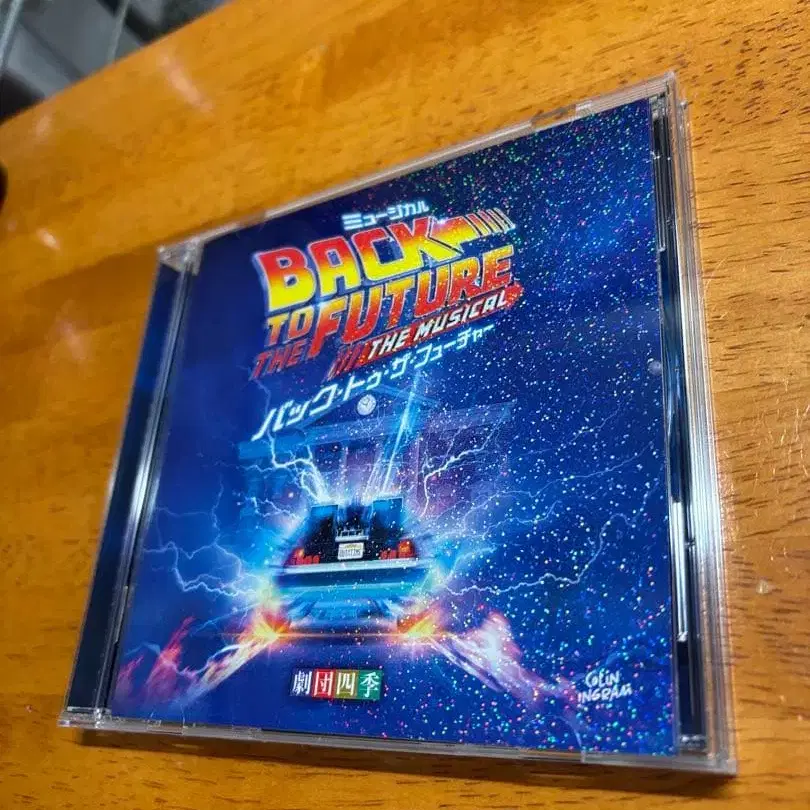 ミュージカル
BACK
TO THE FUTURE
THE MUSICAL
バック・トゥ・ザ・フューチャー
劇団四季
COLIN
INGRAM